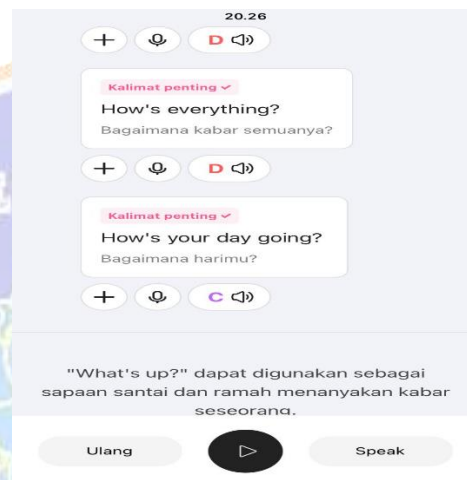 20.26
D
Kalimat penting
How's everything?
Bagaimana kabar semuanya?
D
Kalimat penting
How's your day going?
Bagaimana harimu?
C
"What's up?" dapat digunakan sebagai
sapaan santai dan ramah menanyakan kabar
seseorang.
Ulang
Speak